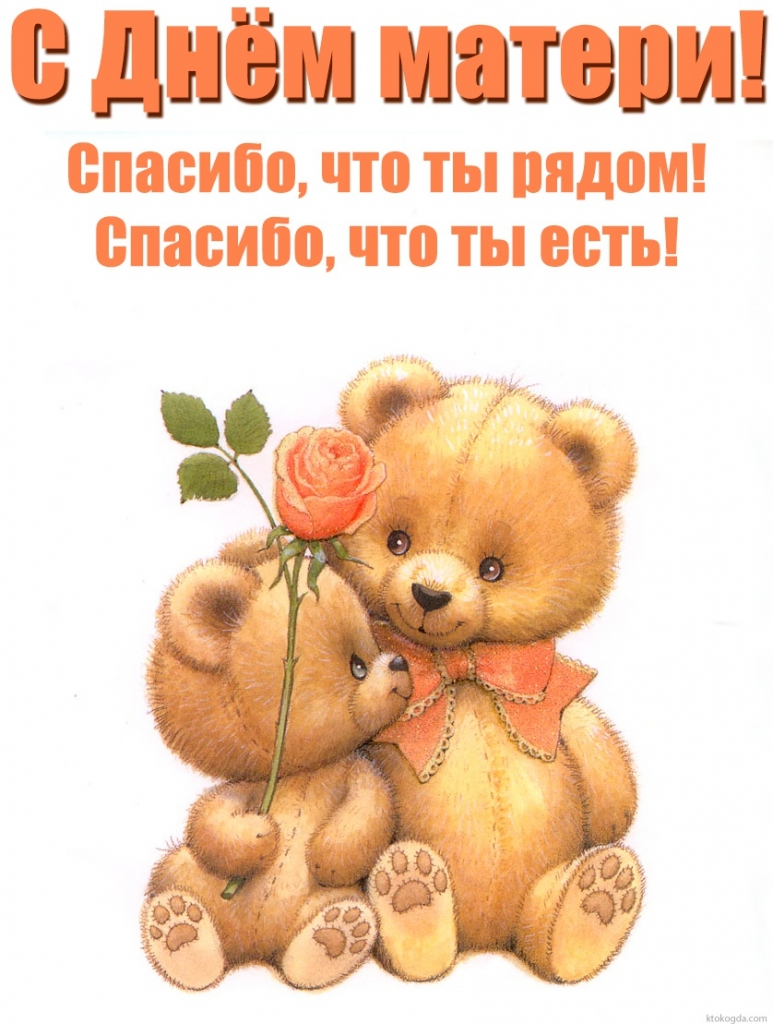 С Днём матери!
Спасибо, что ты рядом!
Спасибо, что ты есть!
ktokogda.com